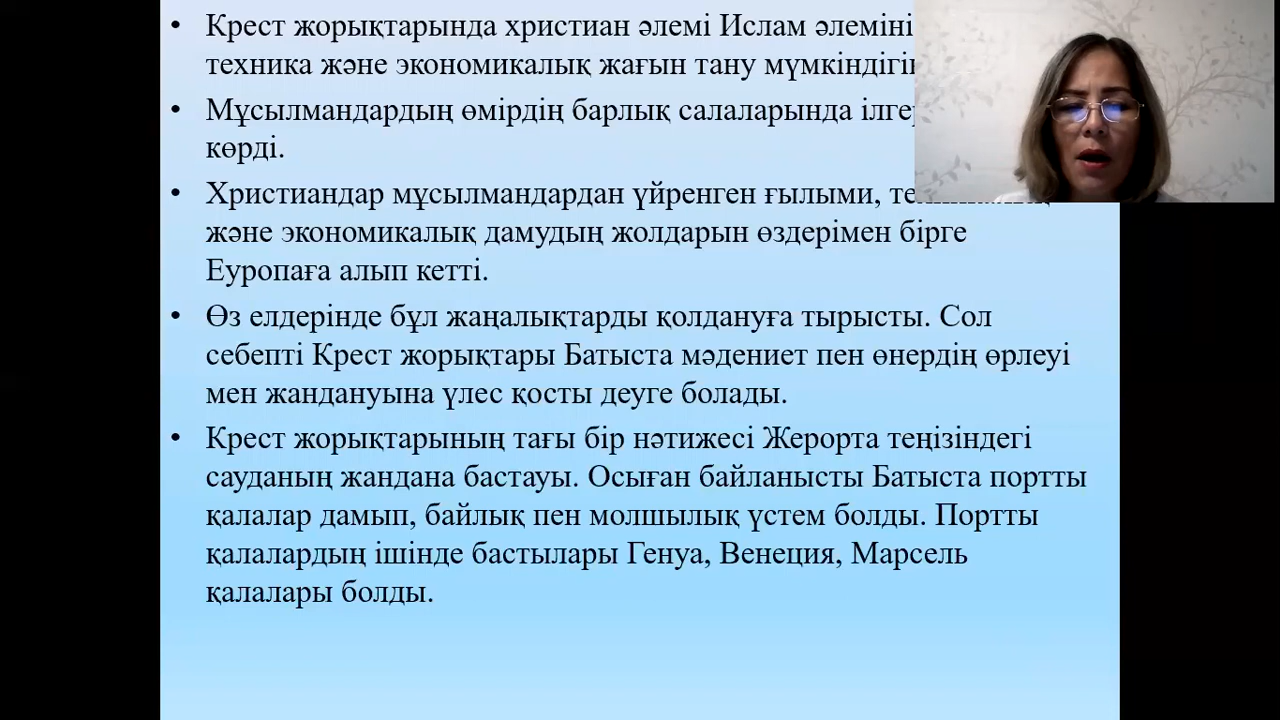 • Крест жорықтарында христиан әлемі Ислам
техника және экономикалық жағын тану
• Мұсылмандардың өмірдің барлық салаларында
көрді.
• Христиандар мұсылмандардан үйренген ғылыми,
және экономикалық дамудың жолдарын өздерімен бірге
Еуропаға алып кетті.
• Өз елдерінде бұл жаңалықтарды қолдануға тырысты. Сол
себепті Крест жорықтары Батыста мәдениет пен өнердің өрлеуі
мен жандануына үлес қосты деуге болады.
• Крест жорықтарының тағы бір нәтижесі Жерорта теңізіндегі
сауданың жандана бастауы. Осыған байланысты Батыста портты
қалалар дамып, байлық пен молшылық үстем болды. Портты
қалалардың ішінде бастылары Генуа, Венеция, Марсель
қалалары болды.